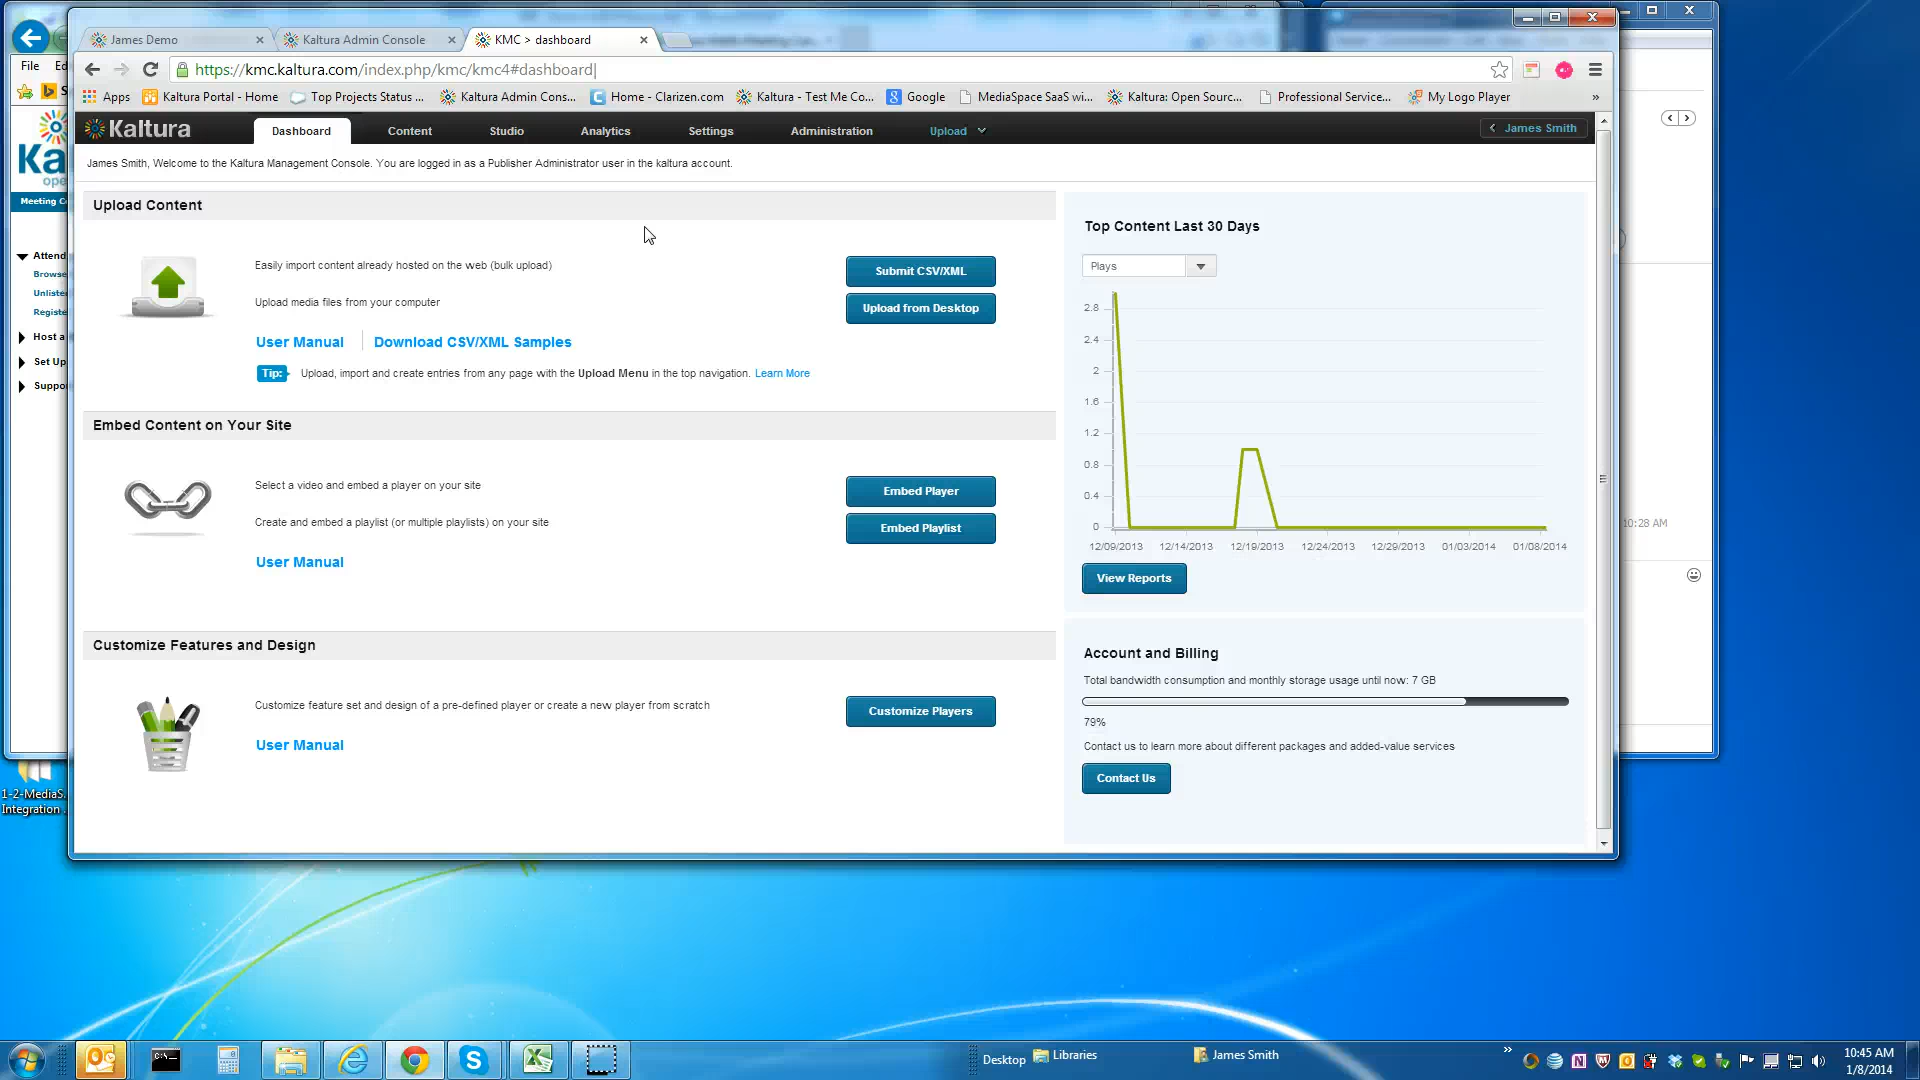 James Demo
Kaltura Admin Console
KMC > dashboard
File
https://kmc.kaltura.com/index.php/kmc/kmc4#dashboard
Apps
Kaltura Portal - Home
Top Projects Status ...
Kaltura Admin Cons...
Home - Clarizen.com
Kaltura - Test Me Co...
Google
MediaSpace SaaS wi...
Kaltura: Open Sourc...
Professional Service...
My Logo Player
»
Kaltura
Dashboard
Content
Studio
Analytics
Settings
Administration
Upload
James Smith
James Smith, Welcome to the Kaltura Management Console. You are logged in as a Publisher Administrator user in the kaltura account.
Upload Content
Easily import content already hosted on the web (bulk upload)
Submit CSV/XML
Upload media files from your computer
Upload from Desktop
User Manual
Download CSV/XML Samples
Tip:
Upload, import and create entries from any page with the Upload Menu in the top navigation. Learn More
Embed Content on Your Site
Select a video and embed a player on your site
Embed Player
Create and embed a playlist (or multiple playlists) on your site
Embed Playlist
User Manual
Customize Features and Design
Customize feature set and design of a pre-defined player or create a new player from scratch
Customize Players
User Manual
Top Content Last 30 Days
Plays
2.8
2.4
2
1.6
1.2
0.8
0.4
0
12/09/2013
12/14/2013
12/19/2013
12/24/2013
12/29/2013
01/03/2014
01/08/2014
View Reports
Account and Billing
Total bandwidth consumption and monthly storage usage until now: 7 GB
79%
Contact us to learn more about different packages and added-value services
Contact Us
Ka
ope
Meeting C
Attend
Browse
Unliste
Registe
Host a
Set Up
Suppo
10:28 AM
1-2-MediaS...
Integration ...
C:\
Desktop
Libraries
James Smith
»
10:45 AM
1/8/2014